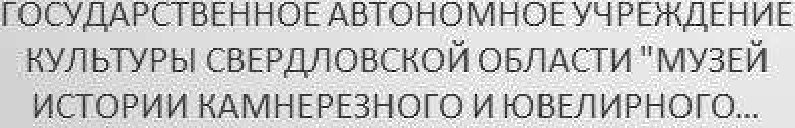 ГОСУДАРСТВЕННОЕ АВТОНОМНОЕ УЧРЕЖДЕНИЕ
КУЛЬТУРЫ СВЕРДЛОВСКОЙ ОБЛАСТИ "МУЗЕЙ
ИСТОРИИ КАМНЕРЕЗНОГО И ЮВЕЛИРНОГО...